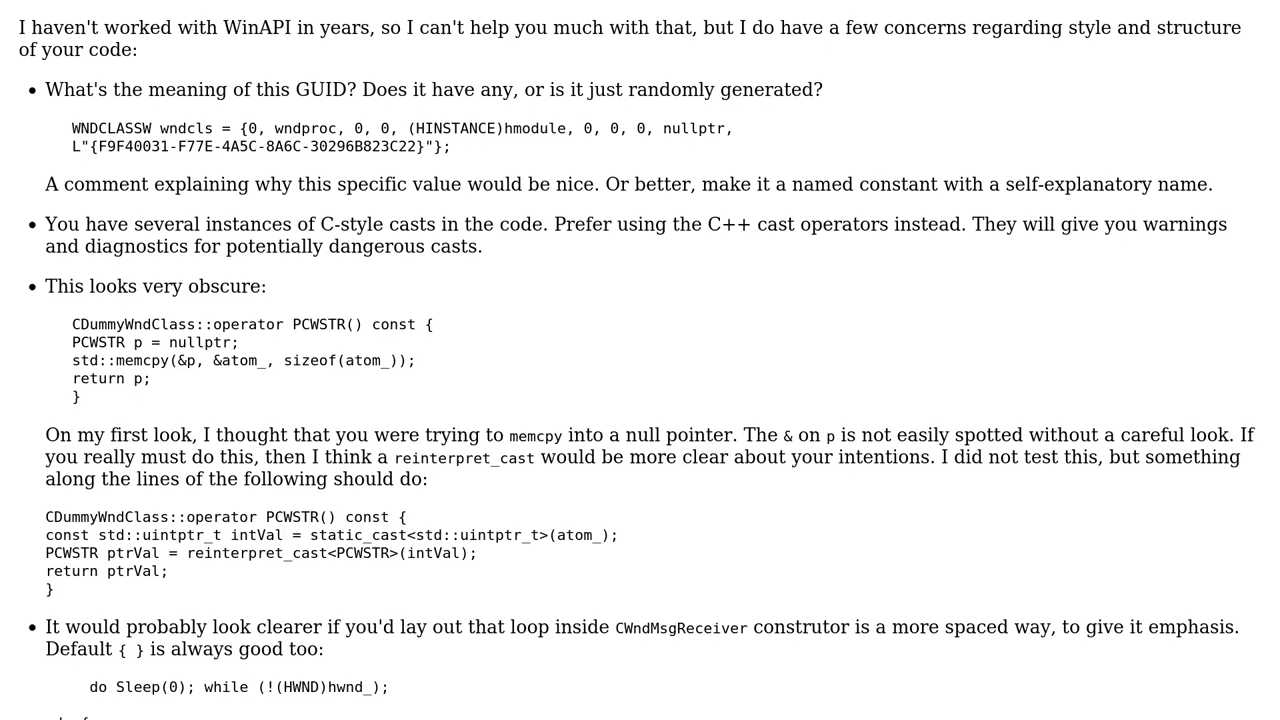 I haven't worked with WinAPI in years, so I can't help you much with that, but I do have a few concerns regarding style and structure
of your code:
• What's the meaning of this GUID? Does it have any, or is it just randomly generated?
WNDCLASSW wndcls = {0, wndproc, 0, 0, (HINSTANCE)hmodule, 0, 0, 0, nullptr,
L"{F9F40031-F77E-4A5C-8A6C-30296B823C22}"};
A comment explaining why this specific value would be nice. Or better, make it a named constant with a self-explanatory name.
• You have several instances of C-style casts in the code. Prefer using the C++ cast operators instead. They will give you warnings
and diagnostics for potentially dangerous casts.
• This looks very obscure:
CDummyWndClass::operator PCWSTR() const {
PCWSTR p = nullptr;
std::memcpy(&p, &atom_, sizeof(atom_));
return p;
}
On my first look, I thought that you were trying to memcpy into a null pointer. The & on p is not easily spotted without a careful look. If
you really must do this, then I think a reinterpret_cast would be more clear about your intentions. I did not test this, but something
along the lines of the following should do:
CDummyWndClass::operator PCWSTR() const {
const std::uintptr_t intVal = static_cast<std::uintptr_t>(atom_);
PCWSTR ptrVal = reinterpret_cast<PCWSTR>(intVal);
return ptrVal;
}
• It would probably look clearer if you'd lay out that loop inside CWndMsgReceiver construtor is a more spaced way, to give it emphasis.
Default { } is always good too:
do Sleep(0); while (!(HWND)hwnd_);